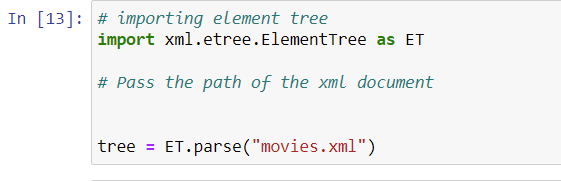 In [13]: # importing element tree
import xml.etree.ElementTree as ET
# Pass the path of the xml document
tree = ET.parse("movies.xml")